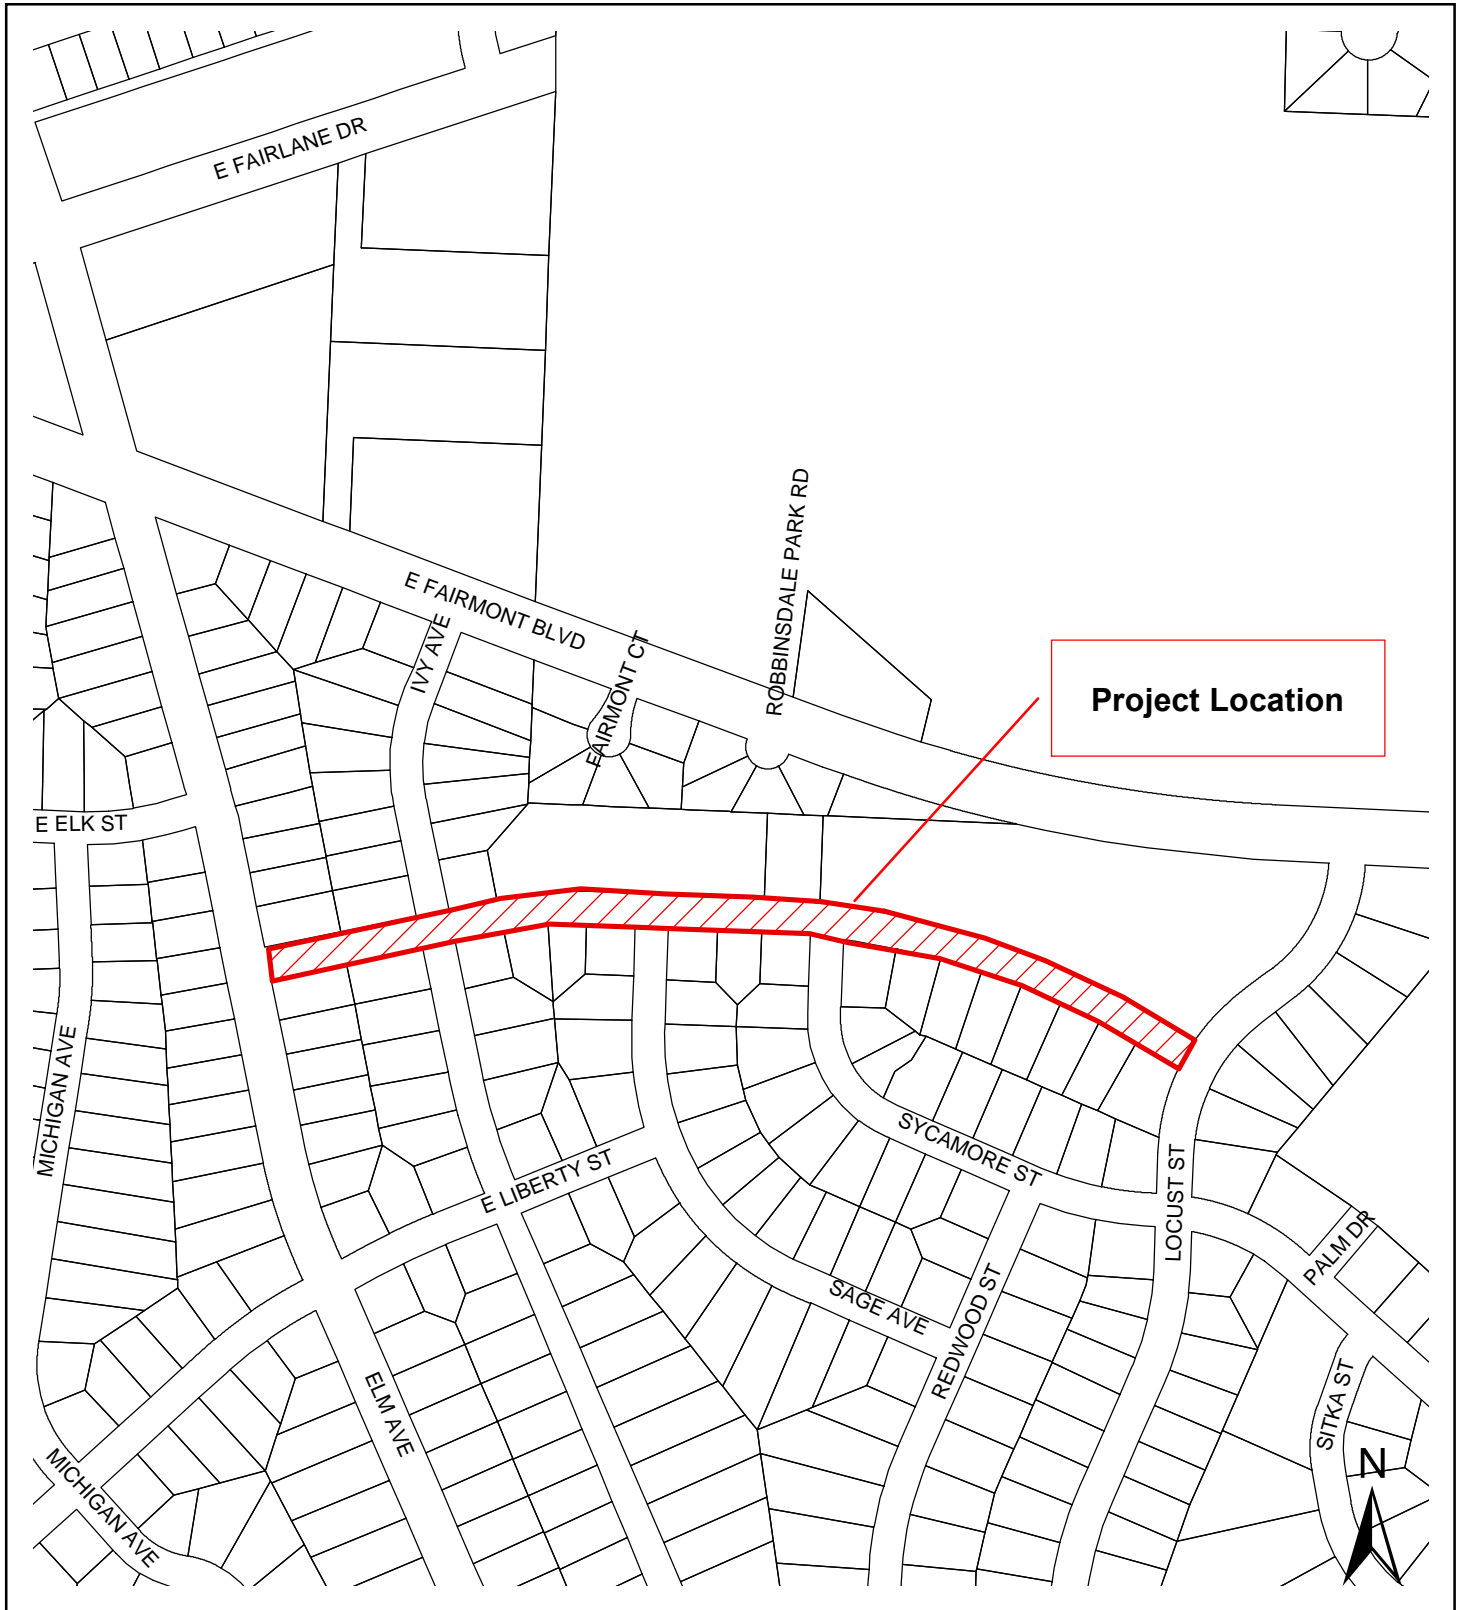 E FAIRLANE DR
ROBBINSDALE PARK RD
E FAIRMONT BLVD
IVY AVE
FAIRMONT CT
Project Location
E ELK ST
MICHIGAN AVE
SYCAMORE ST
E LIBERTY ST
LOCUST ST
PALM DR
SAGE AVE
REDWOOD ST
ELM AVE
SITKA ST
N
MICHIGAN AVE